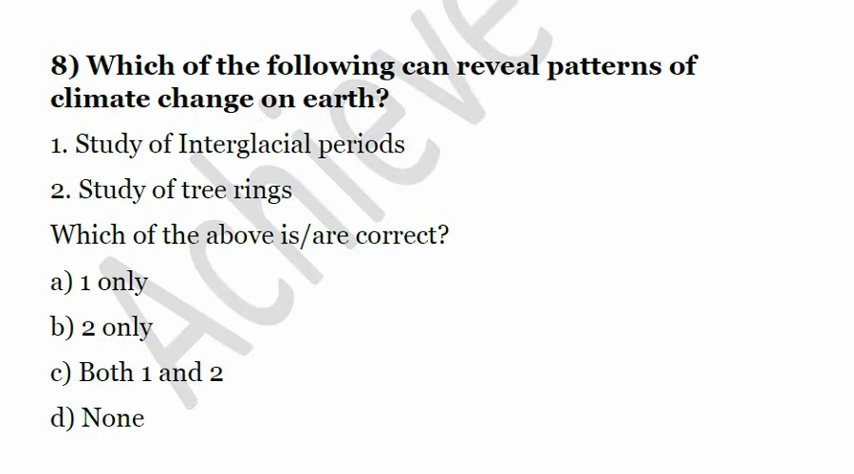 8) Which of the following can reveal patterns of
climate change on earth?
1. Study of Interglacial periods
2. Study of tree rings
Which of the above is/are correct?
a) 1 only
b) 2 only
c) Both 1 and 2
d) None
Achieve